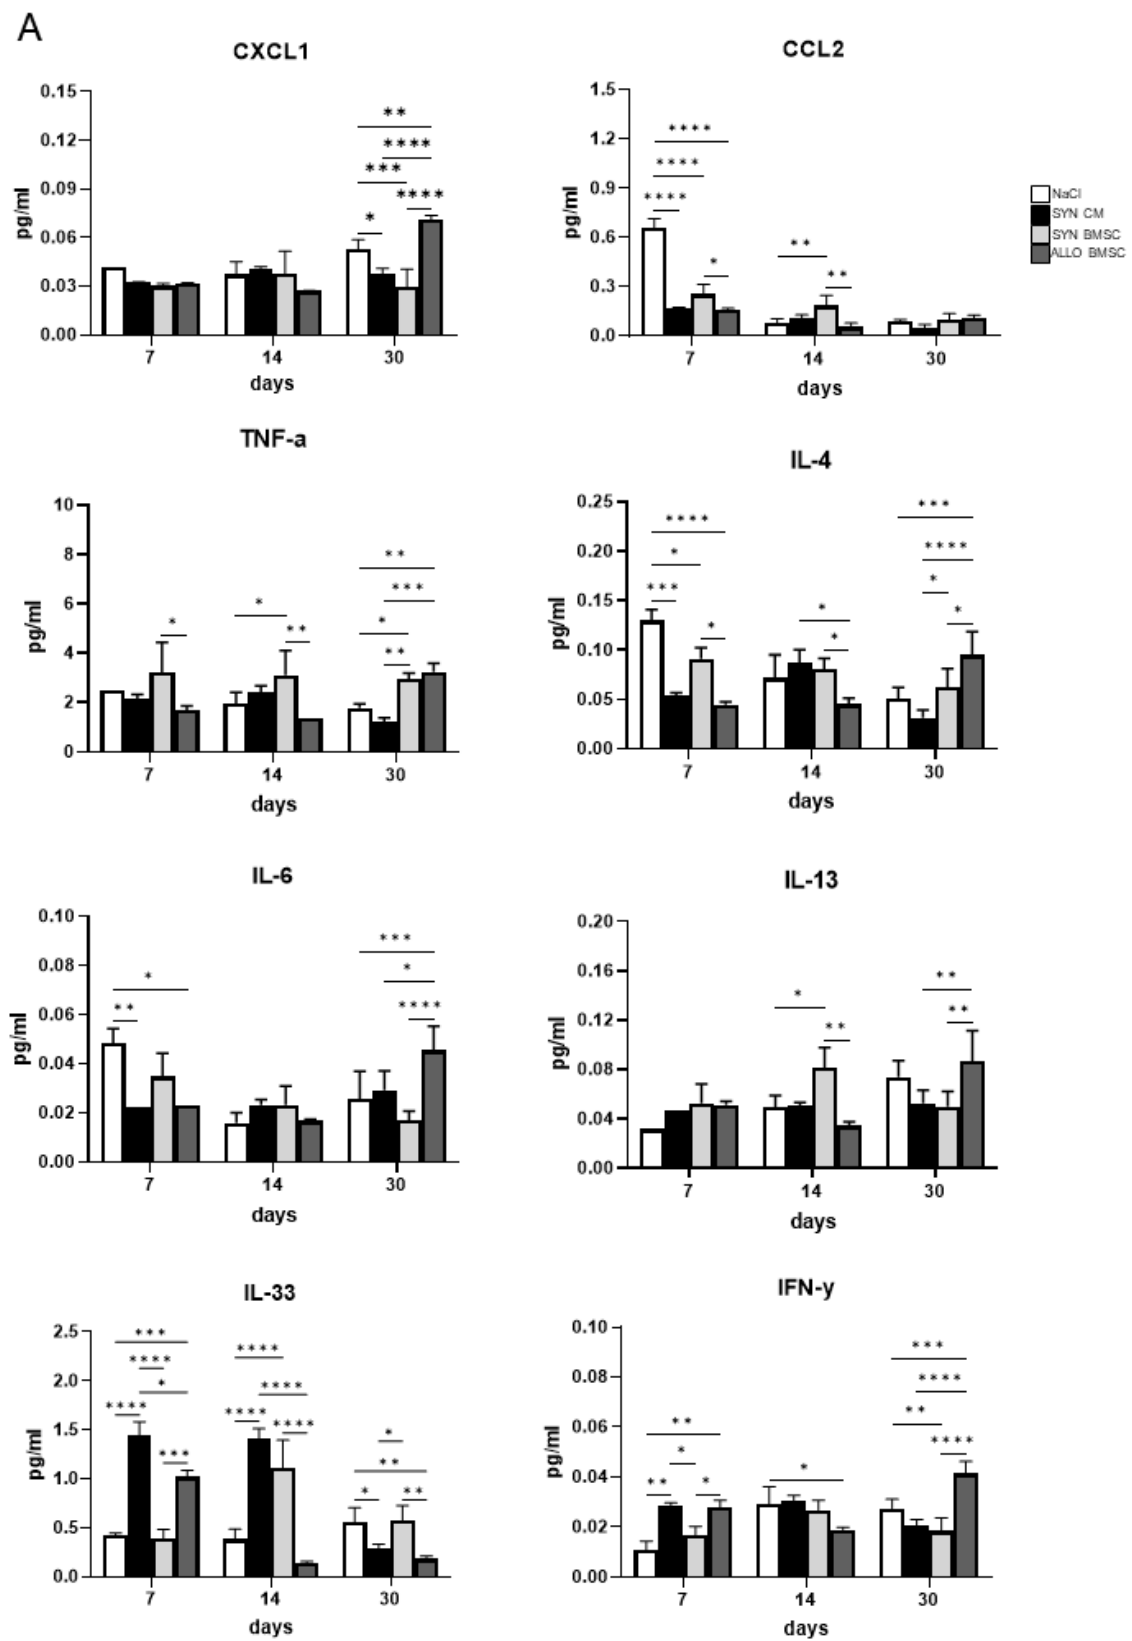 A
CXCL1
0.15
0.12
0.09
0.06
0.03
0.00
pg/ml
**
****
***
****
*
7 14 30
days
CCL2
1.5
1.2
0.9
0.6
0.3
0.0
pg/ml
****
****
****
*
**
**
7 14 30
days
NaCl
SYN CM
SYN BMSC
ALLO BMSC
TNF-a
10
8
6
4
2
0
pg/ml
*
*
**
**
***
*
**
7 14 30
days
IL-4
0.25
0.20
0.15
0.10
0.05
0.00
pg/ml
****
*
***
*
*
*
***
****
*
*
7 14 30
days
IL-6
0.10
0.08
0.06
0.04
0.02
0.00
pg/ml
*
**
***
*
****
7 14 30
days
IL-13
0.20
0.16
0.12
0.08
0.04
0.00
pg/ml
*
**
**
**
7 14 30
days
IL-33
2.5
2.0
1.5
1.0
0.5
0.0
pg/ml
***
****
*
****
***
****
****
****
****
*
**
*
**
7 14 30
days
IFN-y
0.10
0.08
0.06
0.04
0.02
0.00
pg/ml
**
*
**
*
*
***
****
**
****
7 14 30
days